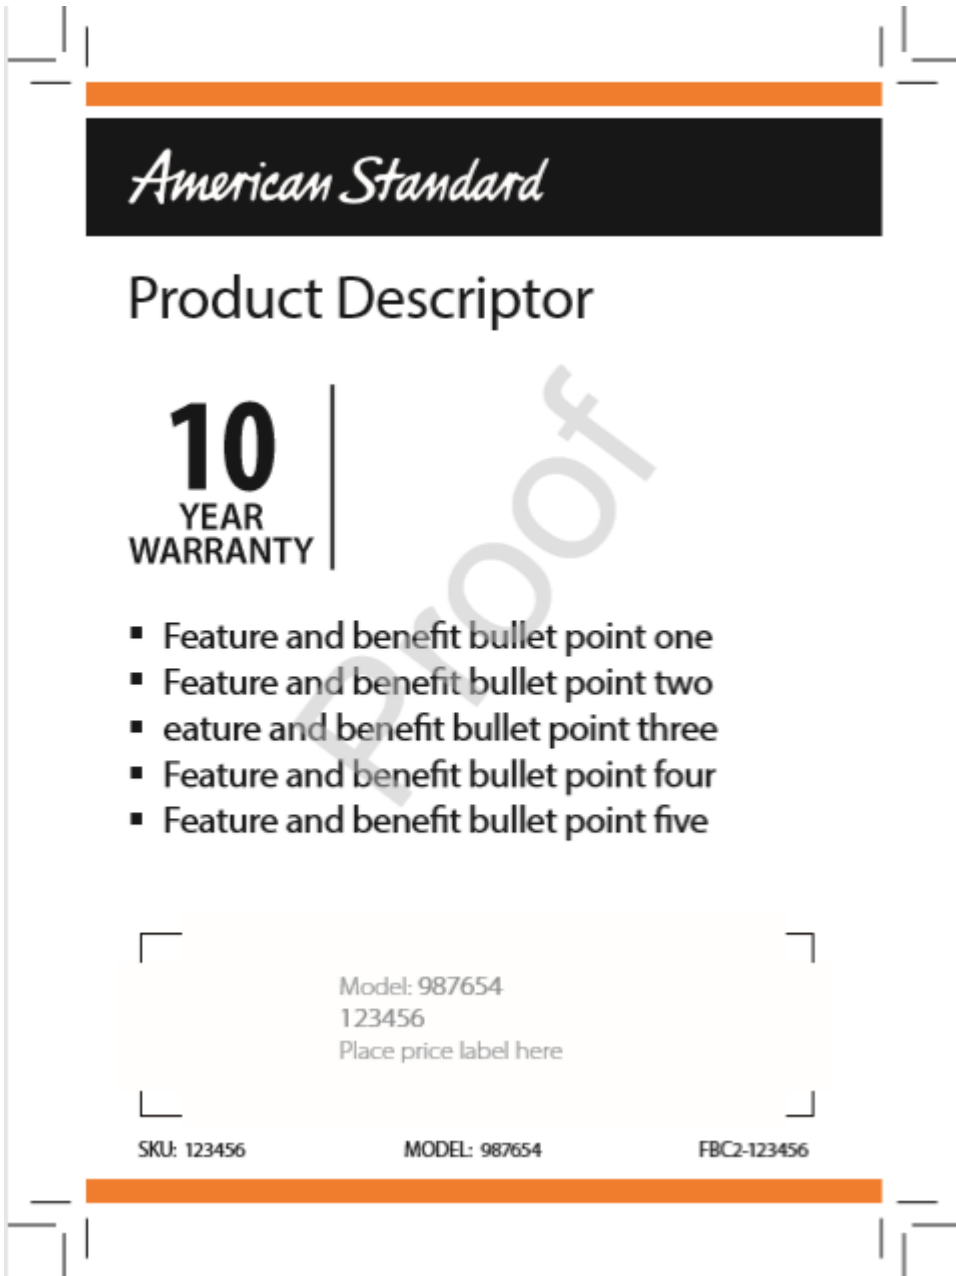 American Standard
Product Descriptor
10
YEAR
WARRANTY
Proof
▪ Feature and benefit bullet point one
▪ Feature and benefit bullet point two
▪ eature and benefit bullet point three
▪ Feature and benefit bullet point four
▪ Feature and benefit bullet point five
Model: 987654
123456
Place price label here
SKU: 123456 MODEL: 987654 FBC2-123456